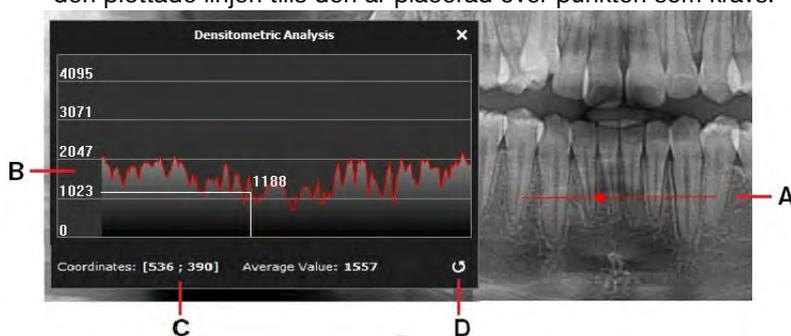 den plottade linjen tills den är placerad över punkten som krävs.
Densitometric Analysis ×
4095
3071
2047
1188
1023
0
B
A
Coordinates: [536 ; 390] Average Value: 1557
C D